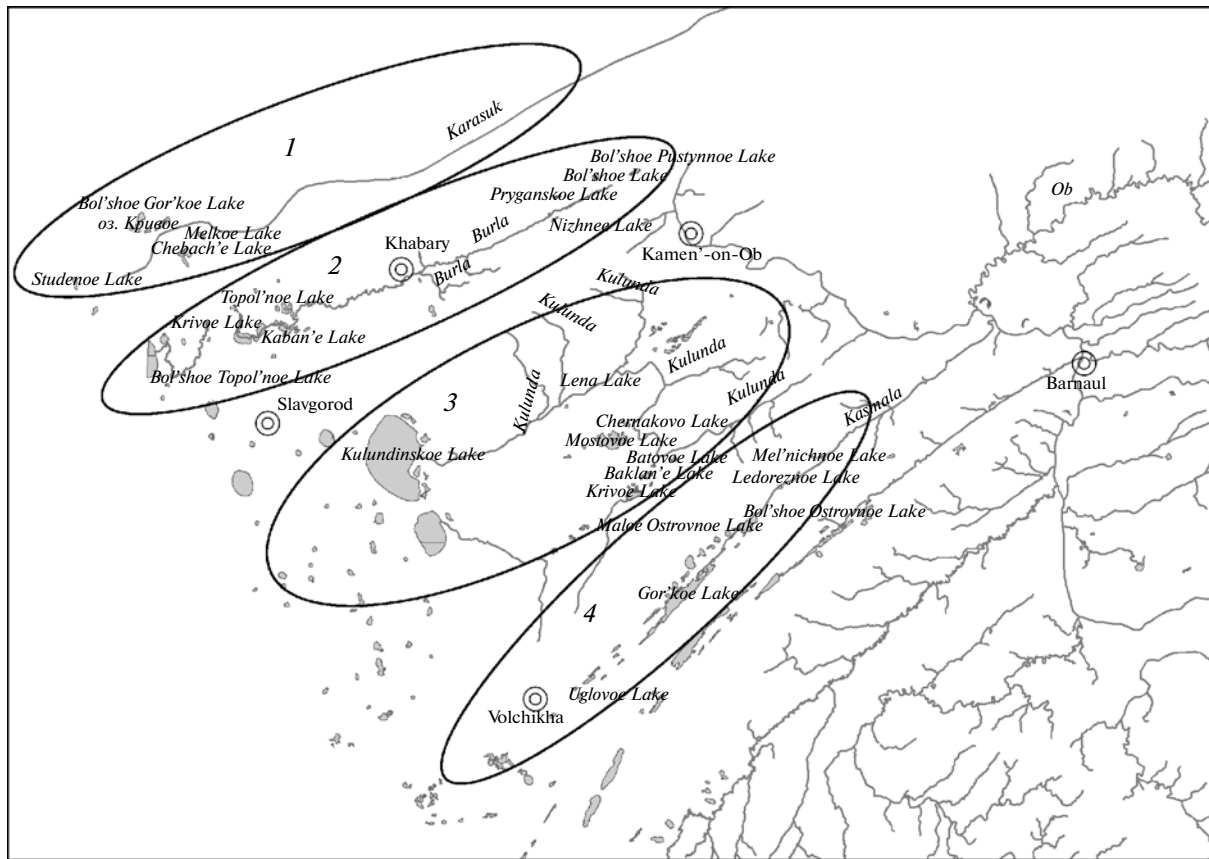 Karasuk
1
Bol'shoe Pustynnoe Lake
Bol'shoe Lake
Pryganskoe Lake
Ob
Bol'shoe Gor'koe Lake
оз. Кривое
Melkoe Lake
Chebach'e Lake
Studenoe Lake
Burla
Nizhnee Lake
Khabary
Kamen'-on-Ob
2
Burla
Topol'noe Lake
Krivoe Lake
Kaban'e Lake
Bol'shoe Topol'noe Lake
Slavgorod
Kulunda
Kulunda
Kulunda
Kulunda
Kulunda
Lena Lake
3
Kasmala
Barnaul
Chernakovo Lake
Mostovoe Lake
Kulundinskoe Lake
Batovoe Lake
Mel'nichnoe Lake
Baklan'e Lake
Ledoreznoe Lake
Krivoe Lake
Bol'shoe Ostrovnoe Lake
Maloe Ostrovnoe Lake
Gor'koe Lake
4
Uglovoe Lake
Volchikha